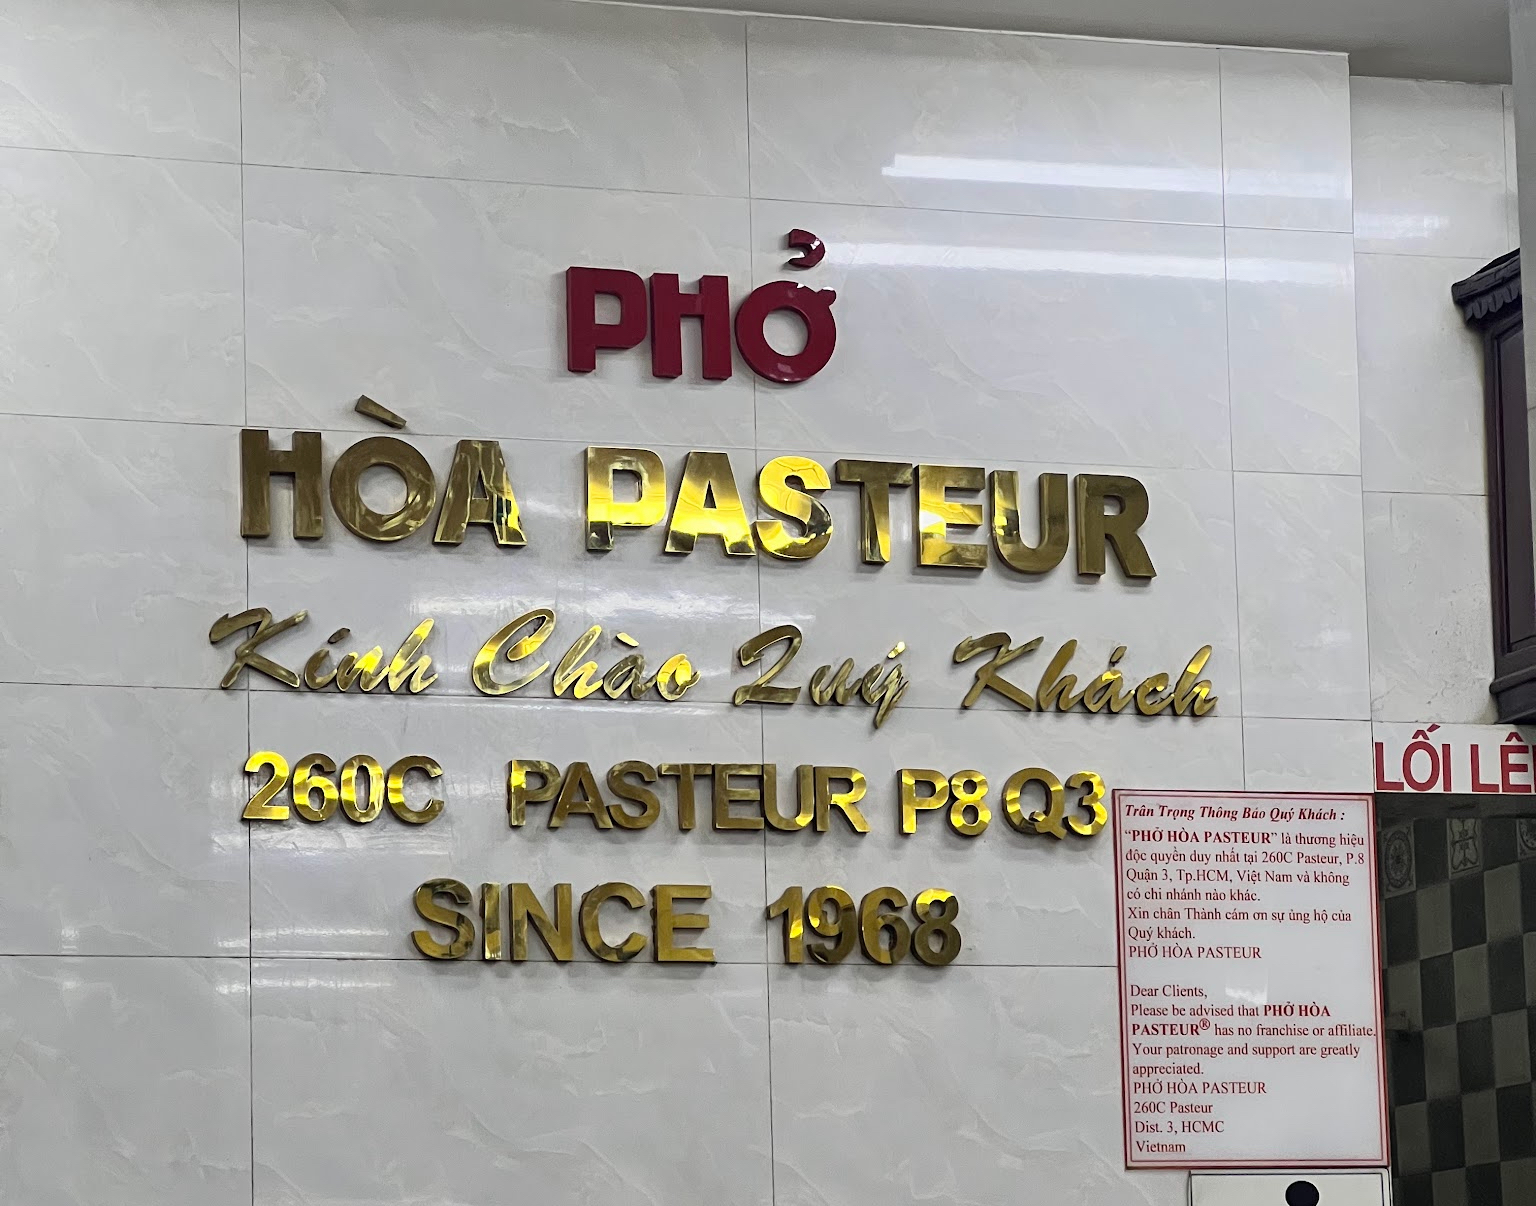 PHỞ
HÒA PASTEUR
Kính Chào Quý Khách
260C PASTEUR P8 Q3
SINCE 1968
LỐI LÊN
Trân Trọng Thông Báo Quý Khách :
“PHỞ HÒA PASTEUR” là thương hiệu
độc quyền duy nhất tại 260C Pasteur, P.8
Quận 3, Tp.HCM, Việt Nam và không
có chi nhánh nào khác.
Xin chân Thành cám ơn sự ủng hộ của
Quý khách.
PHỞ HÒA PASTEUR
Dear Clients,
Please be advised that PHỞ HÒA
PASTEUR® has no franchise or affiliate.
Your patronage and support are greatly
appreciated.
PHỞ HÒA PASTEUR
260C Pasteur
Dist. 3, HCMC
Vietnam